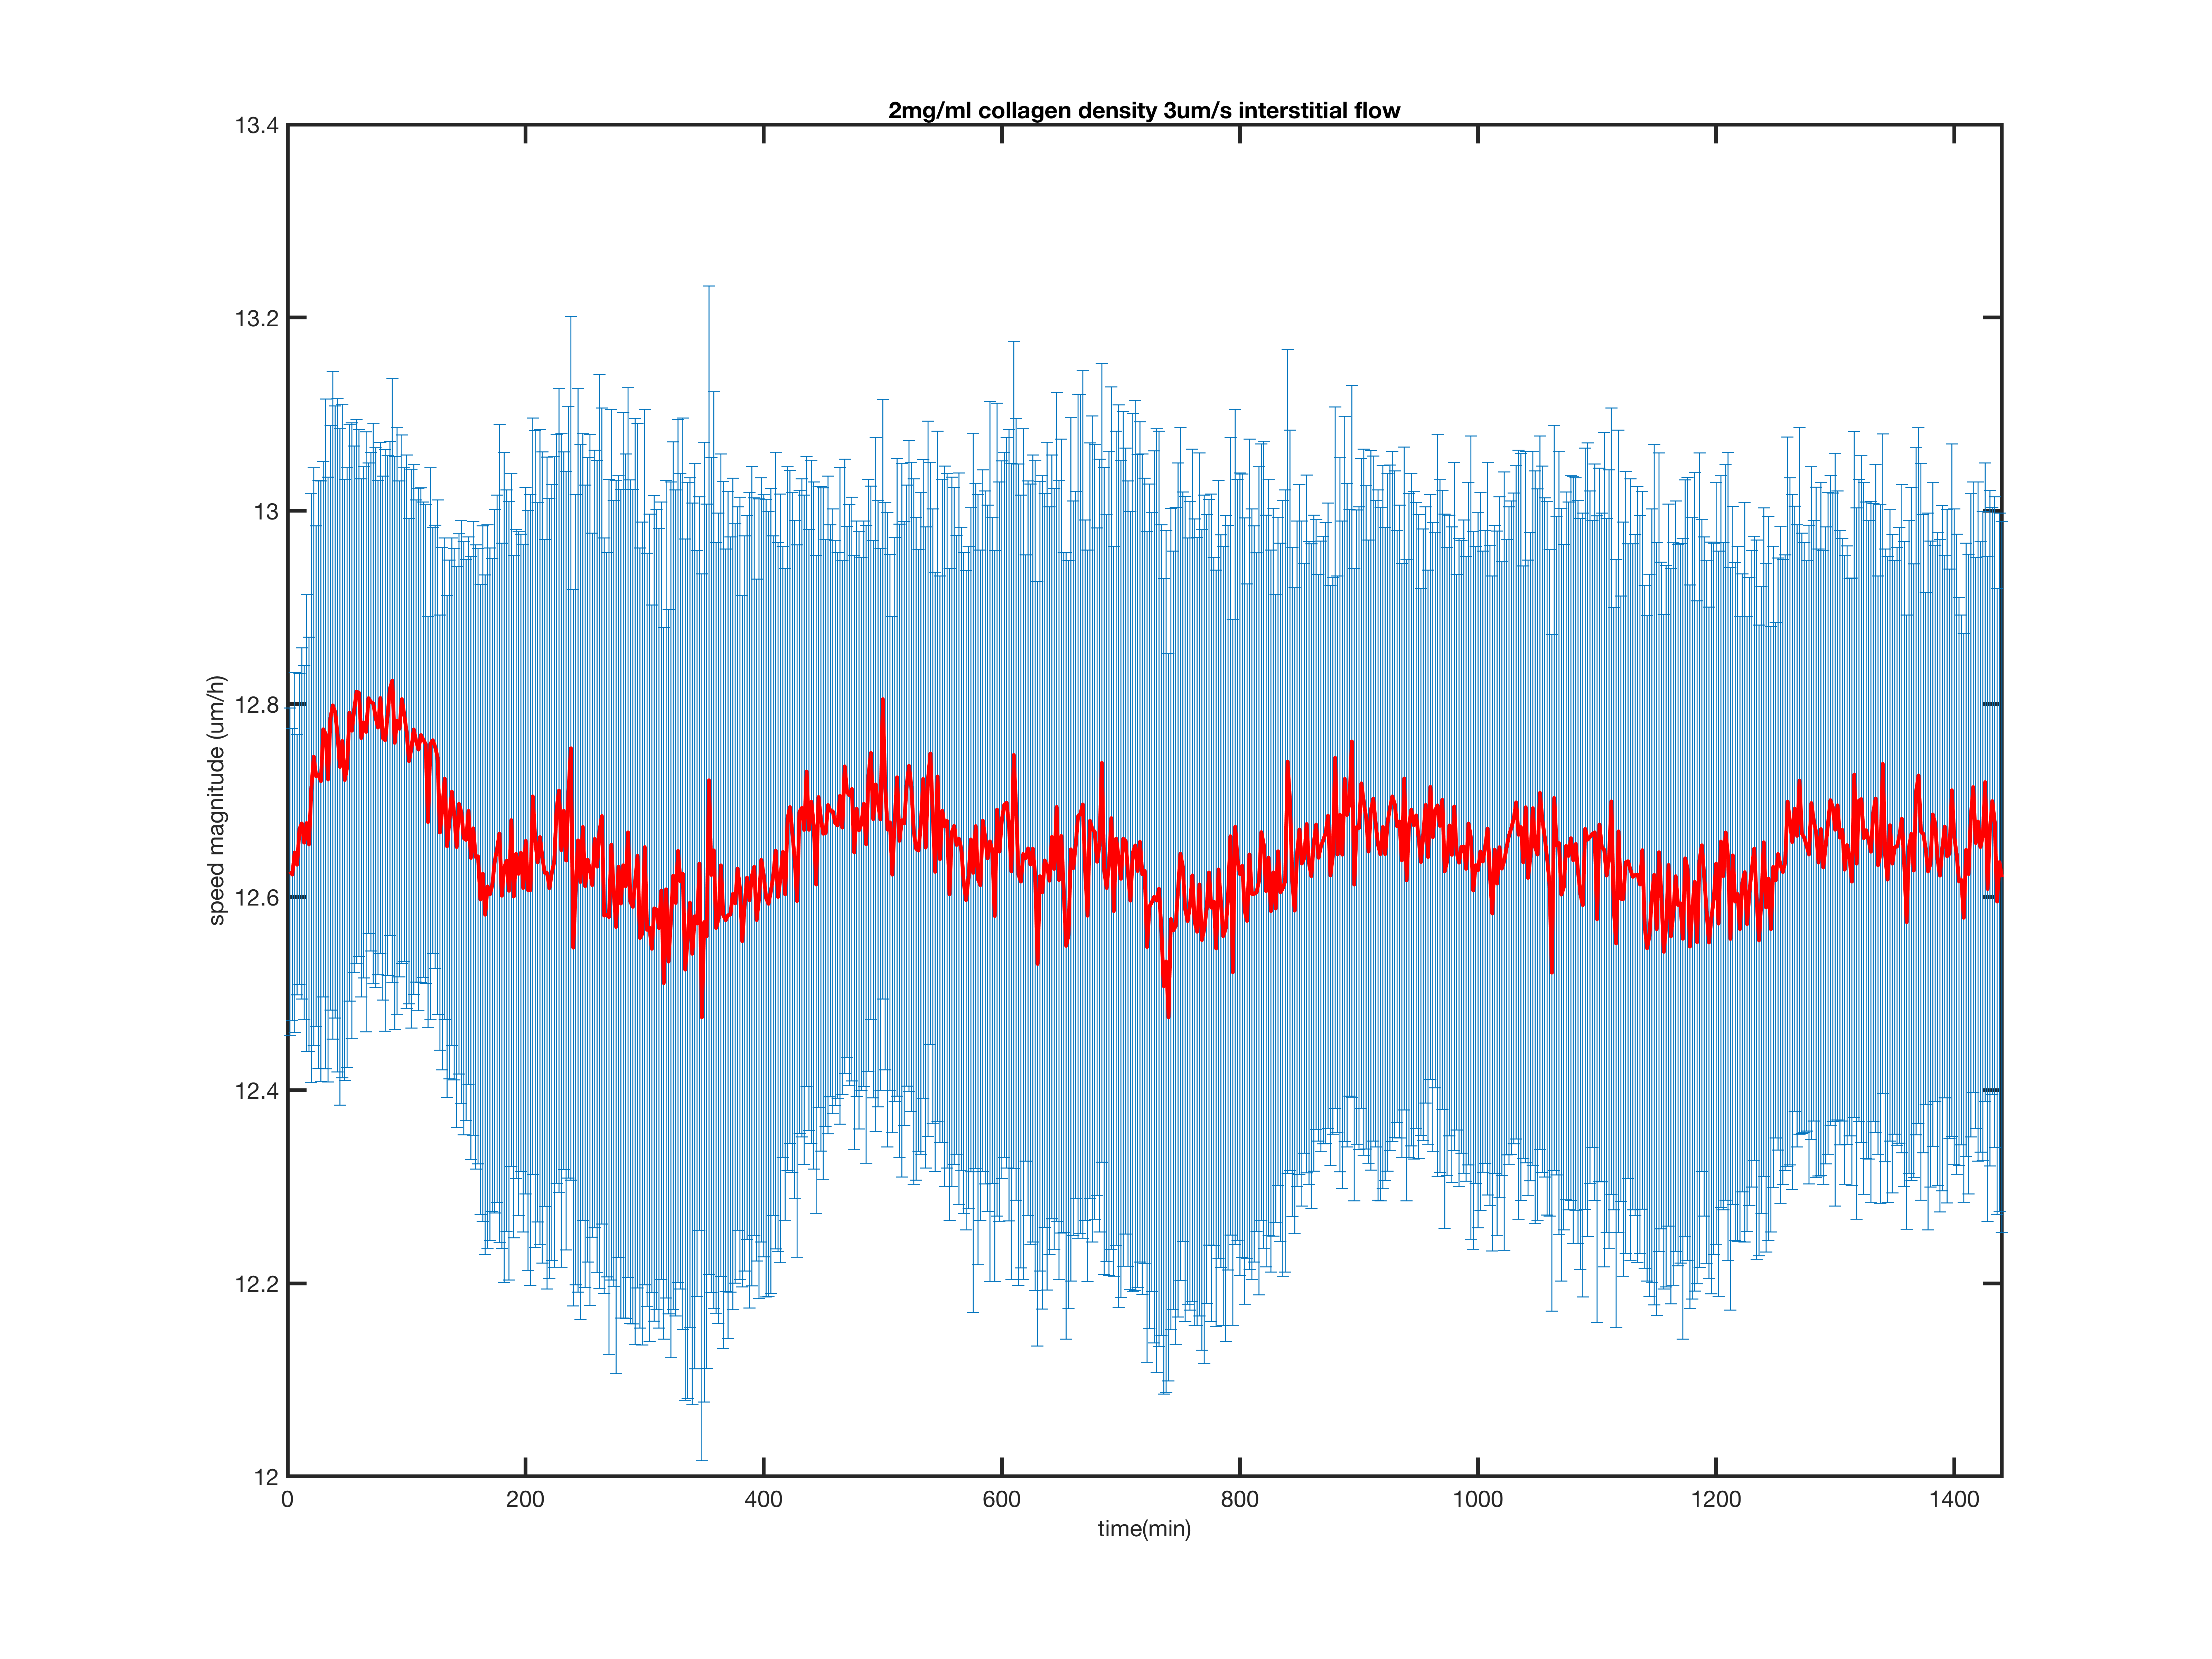 2mg/ml collagen density 3um/s interstitial flow
13.4
13.2
13
12.8
12.6
12.4
12.2
12
speed magnitude (um/h)
0 200 400 600 800 1000 1200 1400
time(min)